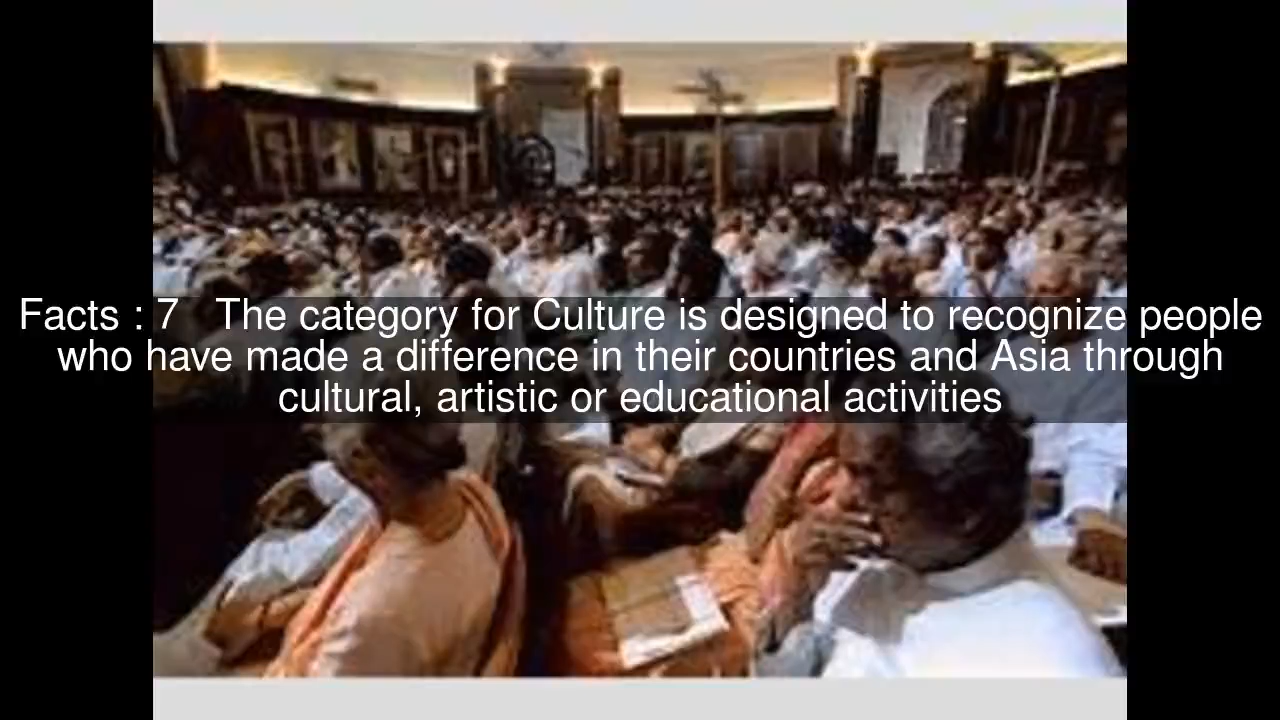 Facts : 7   The category for Culture is designed to recognize people
who have made a difference in their countries and Asia through
cultural, artistic or educational activities